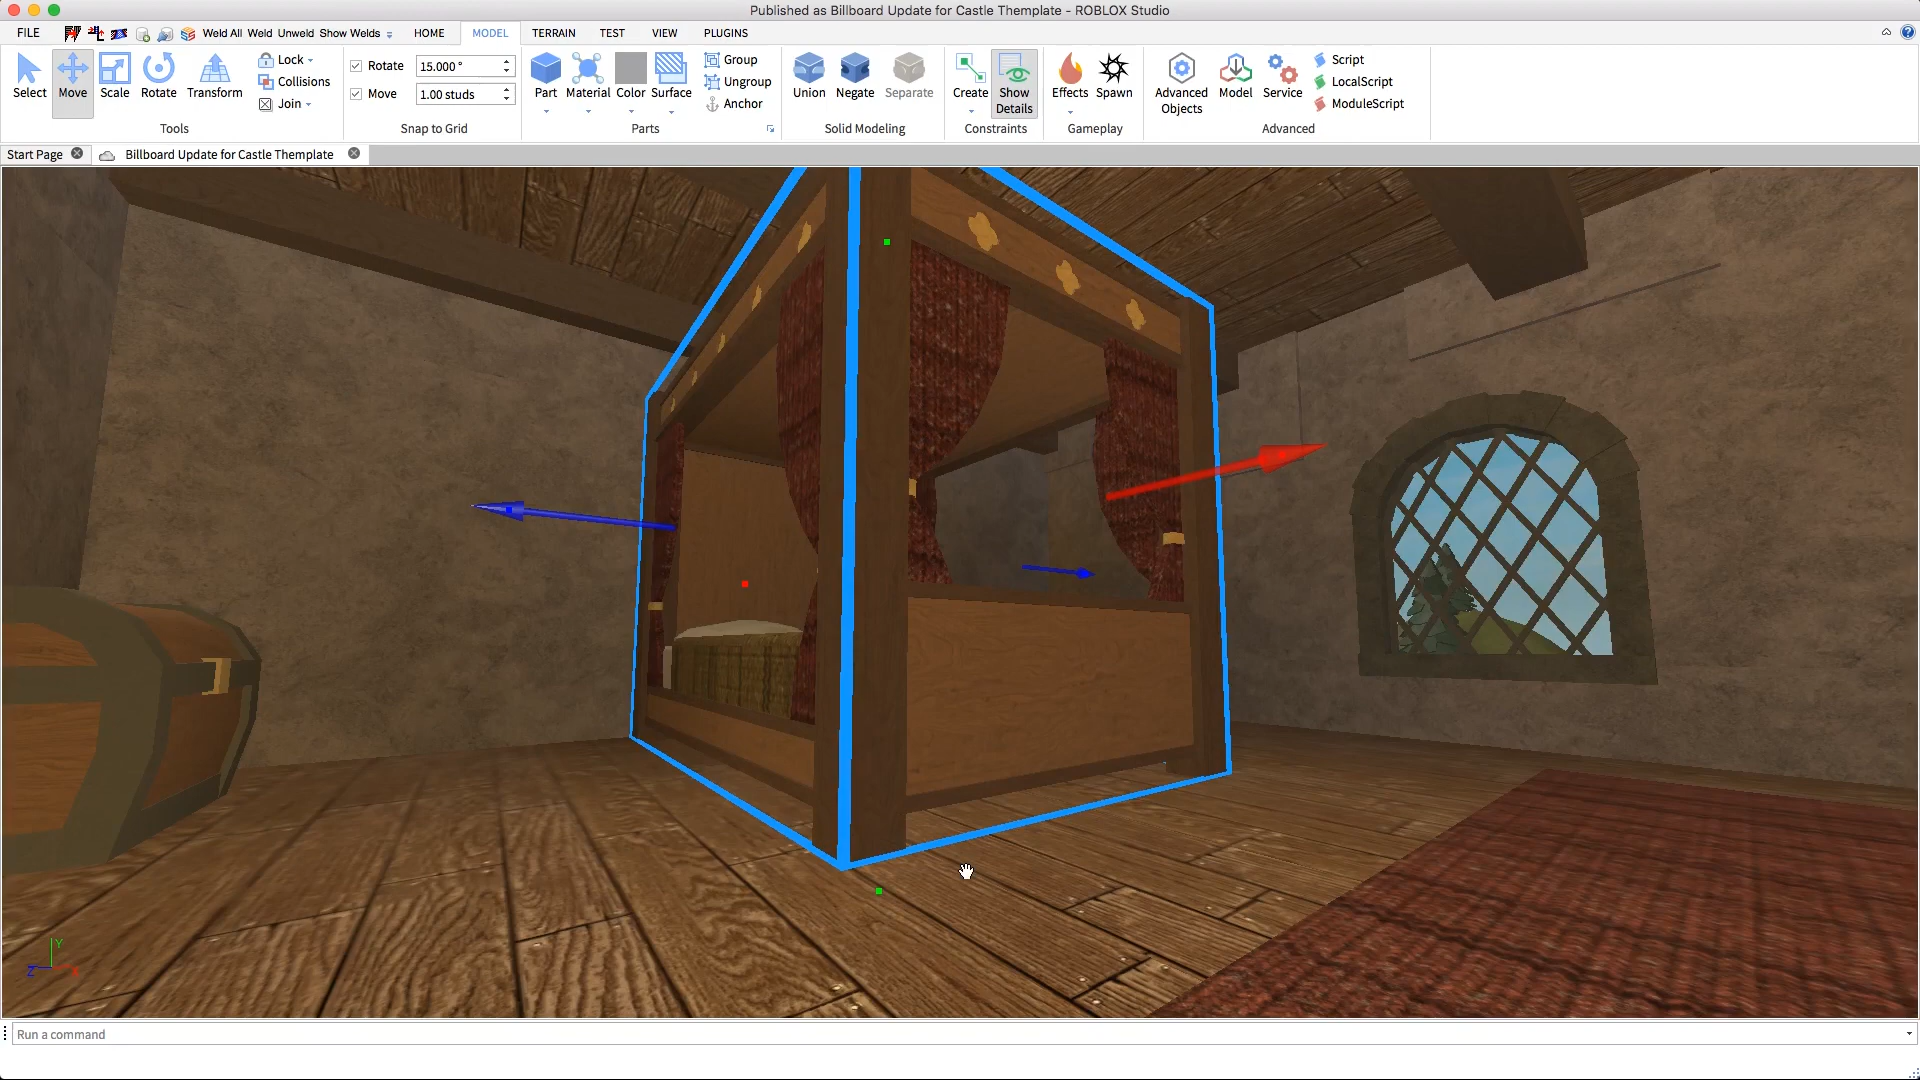 Published as Billboard Update for Castle Themplate - ROBLOX Studio
FILE Weld All Weld Unweld Show Welds HOME MODEL TERRAIN TEST VIEW PLUGINS
Select Move Scale Rotate Transform
Lock
Collisions
Join
Tools
Rotate 15.000 °
Move 1.00 studs
Snap to Grid
Part Material Color Surface
Group
Ungroup
Anchor
Parts
Union Negate Separate
Solid Modeling
Create Show Details
Constraints
Effects Spawn
Gameplay
Advanced Objects Model Service
Script
LocalScript
ModuleScript
Advanced
Start Page Billboard Update for Castle Themplate
Y
Z X
Run a command